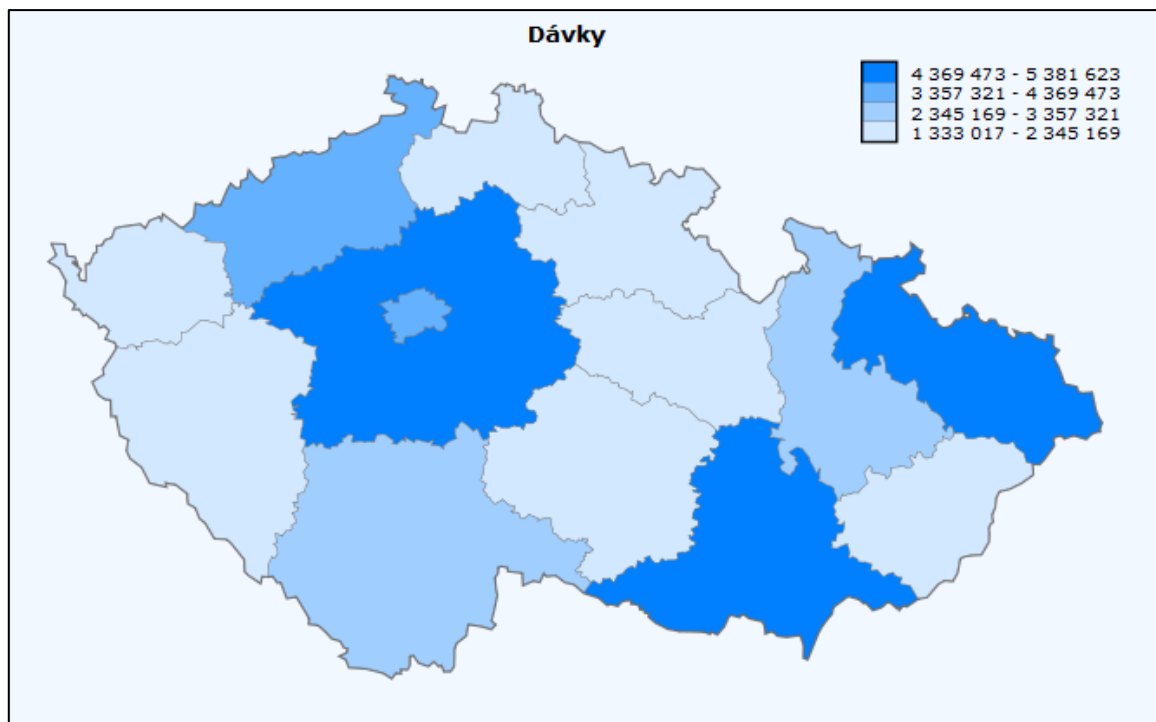 Dávky
4 369 473 - 5 381 623
3 357 321 - 4 369 473
2 345 169 - 3 357 321
1 333 017 - 2 345 169